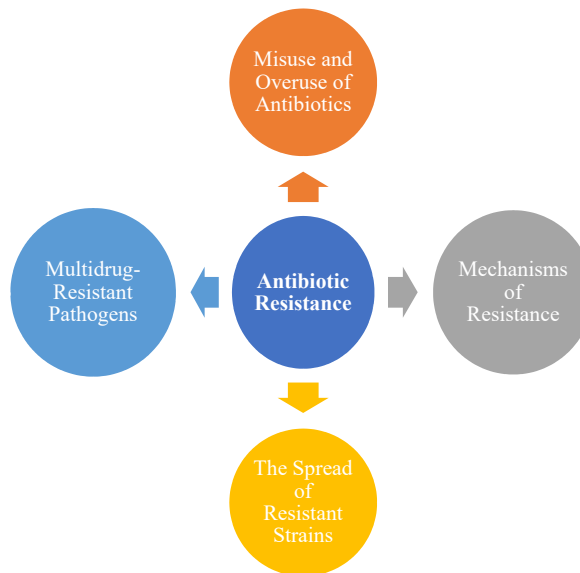 Misuse and
Overuse of
Antibiotics
Multidrug-
Resistant
Pathogens
Antibiotic
Resistance
Mechanisms
of
Resistance
The Spread
of
Resistant
Strains